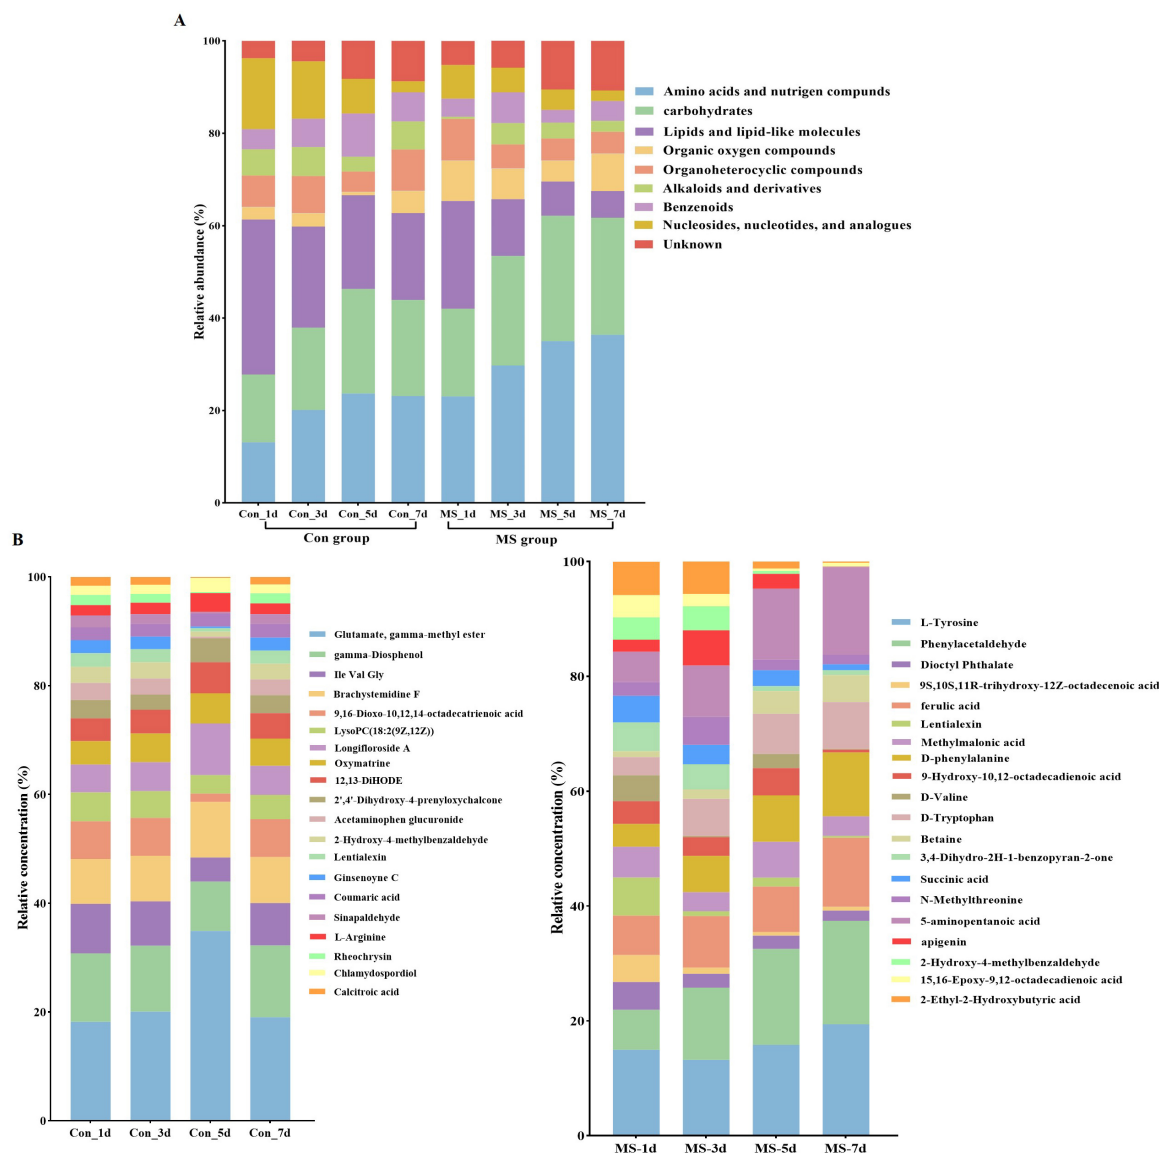 A
100
80
60
40
20
0
Relative abundance (%)
Con_1d Con_3d Con_5d Con_7d MS_1d MS_3d MS_5d MS_7d
Con group MS group
Amino acids and nutrigen compunds
carbohydrates
Lipids and lipid-like molecules
Organic oxygen compounds
Organoheterocyclic compounds
Alkaloids and derivatives
Benzenoids
Nucleosides, nucleotides, and analogues
Unknown
B
100
80
60
40
20
0
Relative concentration (%)
Con_1d Con_3d Con_5d Con_7d
Glutamate, gamma-methyl ester
gamma-Diosphenol
Ile Val Gly
Brachystemidine F
9,16-Dioxo-10,12,14-octadecatrienoic acid
LysoPC(18:2(9Z,12Z))
Longifloroside A
Oxymatrine
12,13-DiHODE
2',4'-Dihydroxy-4-prenyloxychalcone
Acetaminophen glucuronide
2-Hydroxy-4-methylbenzaldehyde
Lentialexin
Ginsenoyne C
Coumaric acid
Sinapaldehyde
L-Arginine
Rheochrysin
Chlamydospordiol
Calcitroic acid
100
80
60
40
20
0
Relative concentration (%)
MS-1d MS-3d MS-5d MS-7d
L-Tyrosine
Phenylacetaldehyde
Dioctyl Phthalate
9S,10S,11R-trihydroxy-12Z-octadecenoic acid
ferulic acid
Lentialexin
Methylmalonic acid
D-phenylalanine
9-Hydroxy-10,12-octadecadienoic acid
D-Valine
D-Tryptophan
Betaine
3,4-Dihydro-2H-1-benzopyran-2-one
Succinic acid
N-Methylthreonine
5-aminopentanoic acid
apigenin
2-Hydroxy-4-methylbenzaldehyde
15,16-Epoxy-9,12-octadecadienoic acid
2-Ethyl-2-Hydroxybutyric acid